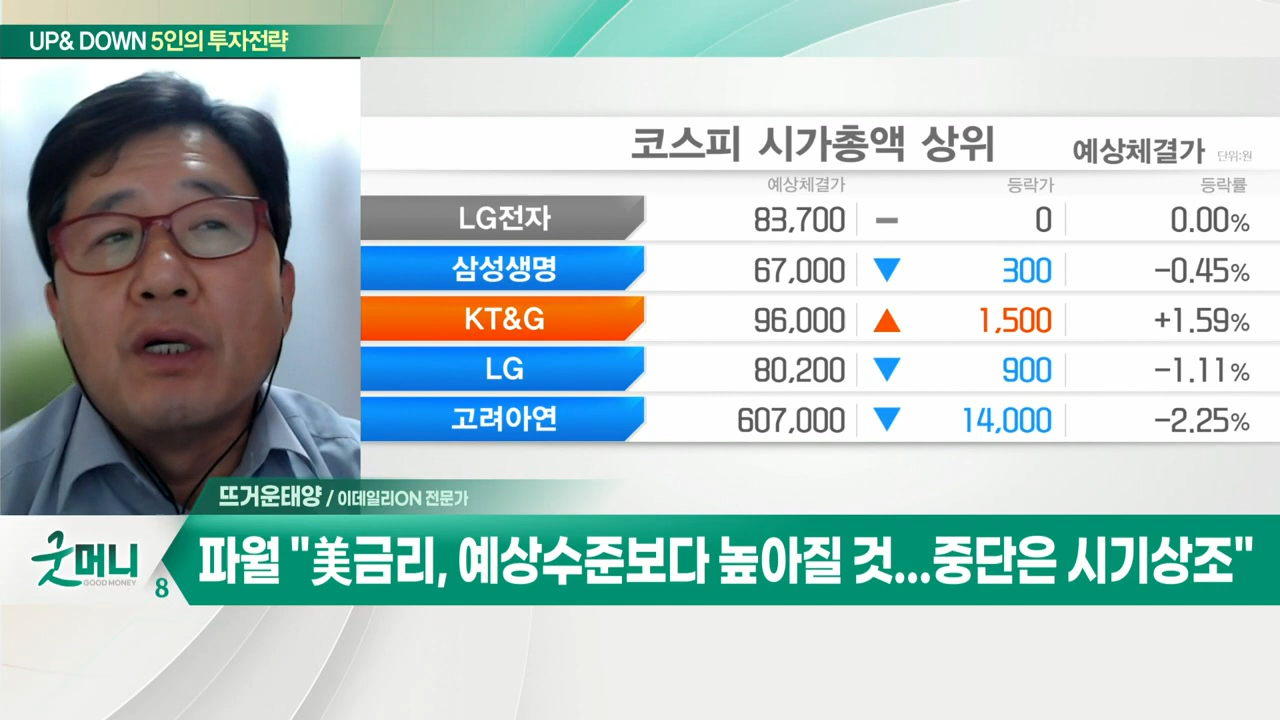 UP& DOWN 5인의 투자전략
코스피 시가총액 상위 예상체결가 단위:원
예상체결가 등락가 등락률
LG전자 83,700 0 0.00%
삼성생명 67,000 ▼ 300 -0.45%
KT&G 96,000 ▲ 1,500 +1.59%
LG 80,200 ▼ 900 -1.11%
고려아연 607,000 ▼ 14,000 -2.25%
뜨거운태양 / 이데일리ON 전문가
굿머니
GOOD MONEY
8
파월 "美금리, 예상수준보다 높아질 것...중단은 시기상조"